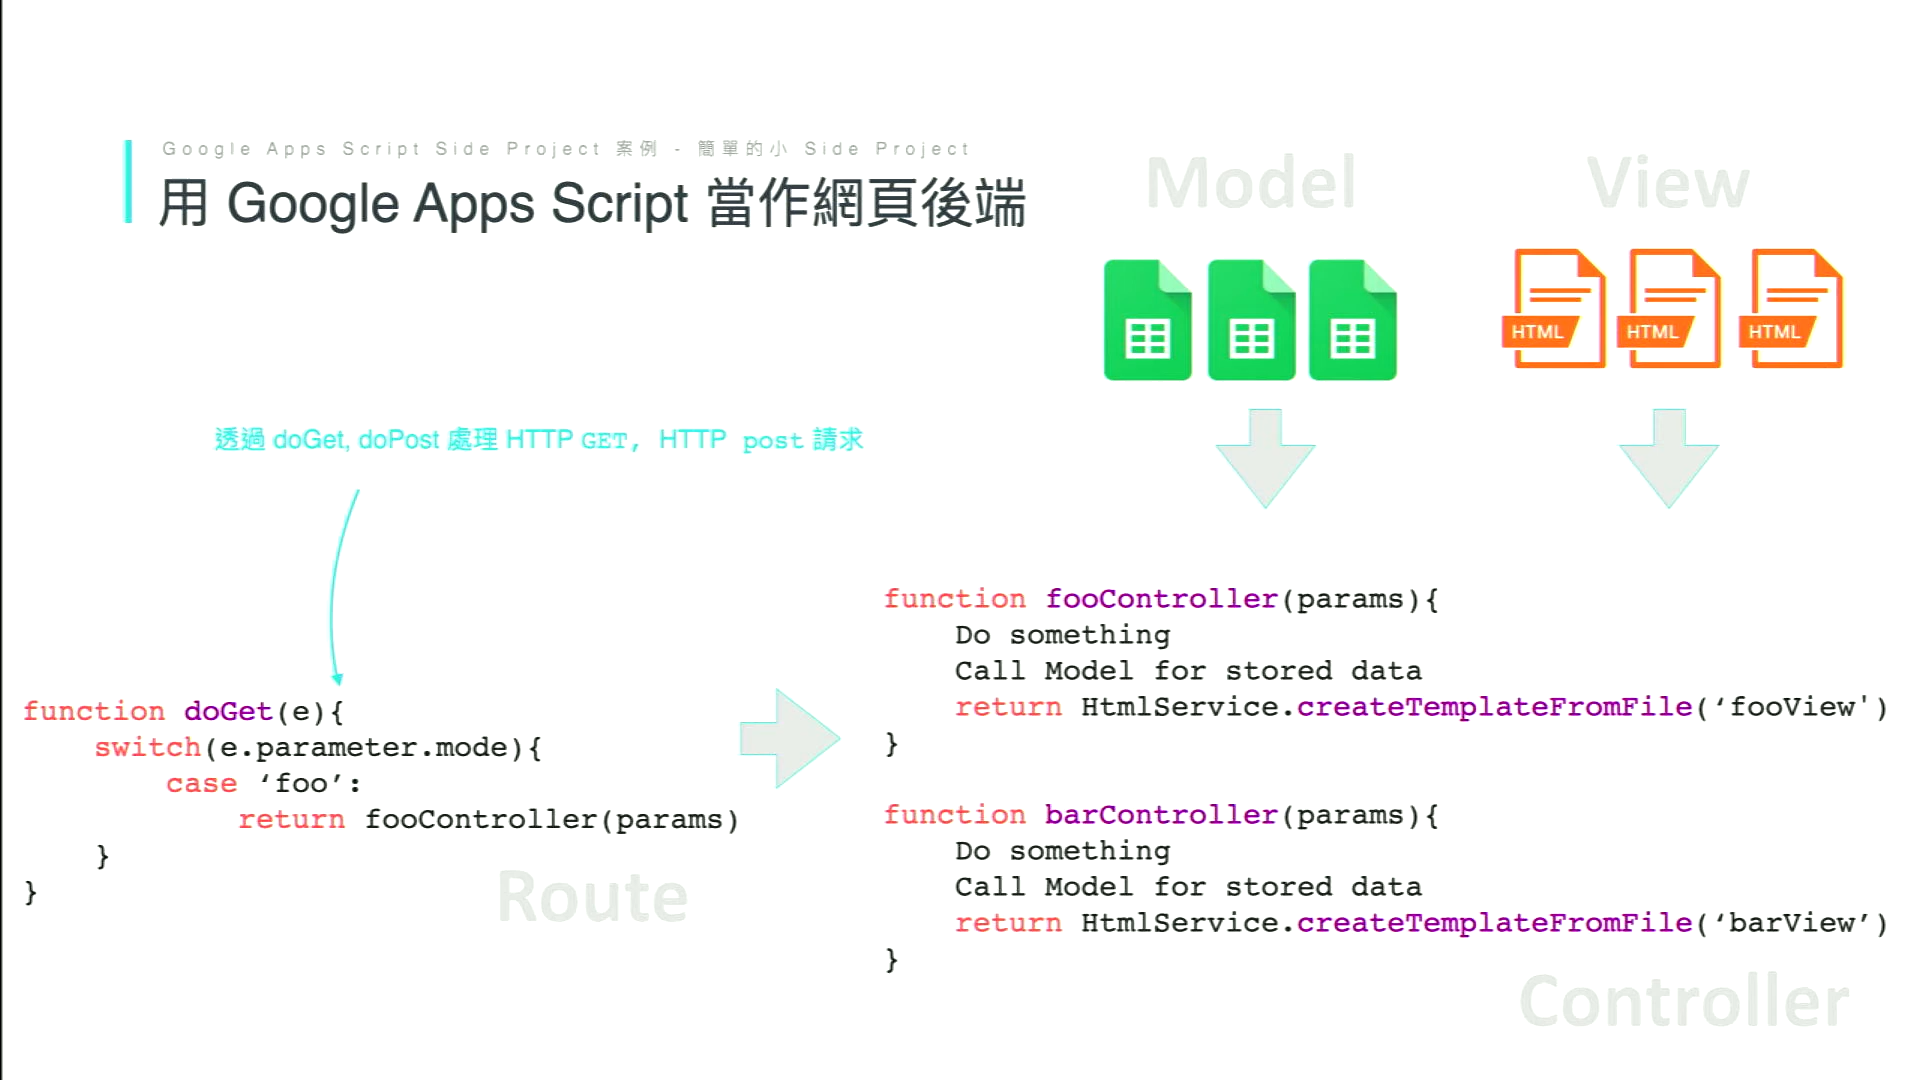 Google Apps Script Side Project 案例 - 簡單的小 Side Project
用 Google Apps Script 當作網頁後端
Model
View
HTML
HTML
HTML
透過 doGet, doPost 處理 HTTP GET, HTTP post 請求
function doGet(e){
switch(e.parameter.mode){
case ‘foo’:
return fooController(params)
}
}
Route
function fooController(params){
Do something
Call Model for stored data
return HtmlService.createTemplateFromFile(‘fooView')
}
function barController(params){
Do something
Call Model for stored data
return HtmlService.createTemplateFromFile(‘barView’)
}
Controller